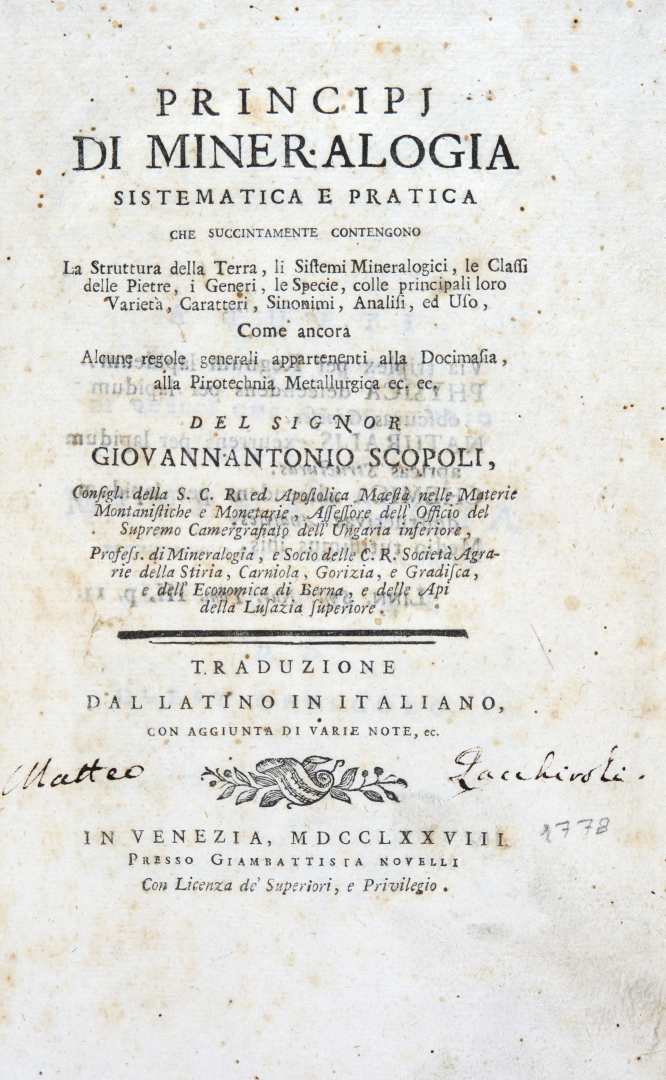 PRINCIPJ
DI MINERALOGIA
SISTEMATICA E PRATICA
CHE SUCCINTAMENTE CONTENGONO
La Struttura della Terra, li Siſtemi Mineralogici, le Claſſi
delle Pietre, i Generi, le Specie, colle principali loro
Varietà, Caratteri, Sinonimi, Analiſi, ed Uſo,
Come ancora
Alcune regole generali appartenenti alla Docimaſia,
alla Pirotechnia Metallurgica ec. ec.
DEL SIGNOR
GIOVANN'ANTONIO SCOPOLI,
Conſigl. della S. C. R. ed Apoſtolica Maeſtà nelle Materie
Montaniſtiche e Monetarie, Aſſeſſore dell' Officio del
Supremo Camergrafiato dell' Ungaria inferiore,
Profeſſ. di Mineralogia, e Socio delle C. R. Società Agra-
rie della Stiria, Carniola, Gorizia, e Gradiſca,
e dell' Economica di Berna, e delle Api
della Luſazia ſuperiore.
TRADUZIONE
DAL LATINO IN ITALIANO,
CON AGGIUNTA DI VARIE NOTE, ec.
Matteo Zacchiroli.
IN VENEZIA, MDCCLXXVIII. 1778
PRESSO GIAMBATTISTA NOVELLI
Con Licenza de' Superiori, e Privilegio.